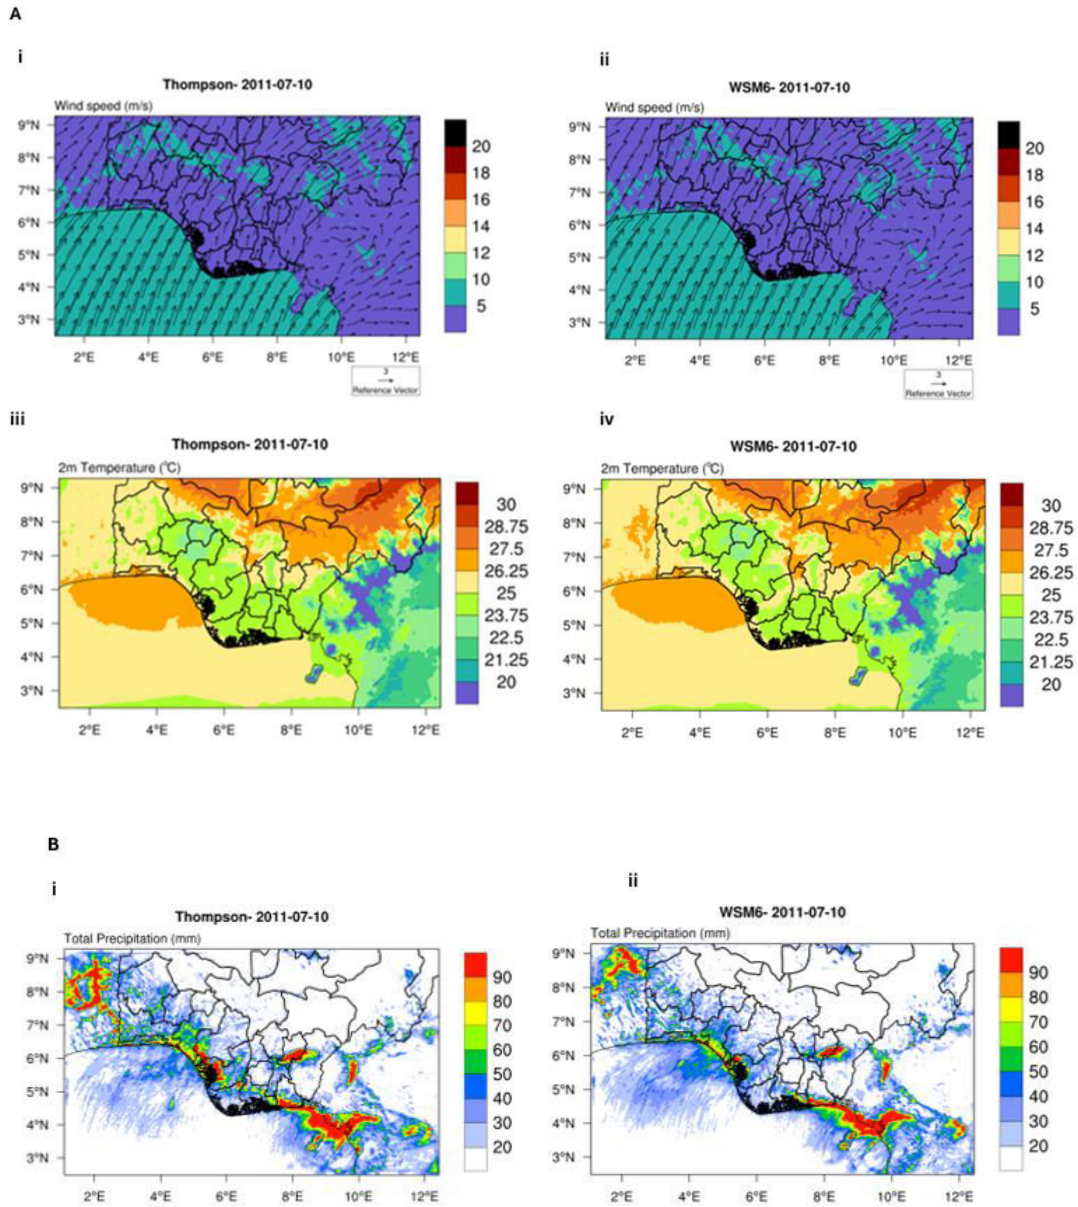 A
i
ii
Thompson- 2011-07-10
WSM6- 2011-07-10
Wind speed (m/s)
Wind speed (m/s)
9°N
8°N
7°N
6°N
5°N
4°N
3°N
2°E 4°E 6°E 8°E 10°E 12°E
20
18
16
14
12
10
5
3
Reference Vector
9°N
8°N
7°N
6°N
5°N
4°N
3°N
2°E 4°E 6°E 8°E 10°E 12°E
20
18
16
14
12
10
5
3
Reference Vector
iii
iv
Thompson- 2011-07-10
WSM6- 2011-07-10
2m Temperature (°C)
2m Temperature (°C)
9°N
8°N
7°N
6°N
5°N
4°N
3°N
2°E 4°E 6°E 8°E 10°E 12°E
30
28.75
27.5
26.25
25
23.75
22.5
21.25
20
9°N
8°N
7°N
6°N
5°N
4°N
3°N
2°E 4°E 6°E 8°E 10°E 12°E
30
28.75
27.5
26.25
25
23.75
22.5
21.25
20
B
i
ii
Thompson- 2011-07-10
WSM6- 2011-07-10
Total Precipitation (mm)
Total Precipitation (mm)
9°N
8°N
7°N
6°N
5°N
4°N
3°N
2°E 4°E 6°E 8°E 10°E 12°E
90
80
70
60
50
40
30
20
9°N
8°N
7°N
6°N
5°N
4°N
3°N
2°E 4°E 6°E 8°E 10°E 12°E
90
80
70
60
50
40
30
20